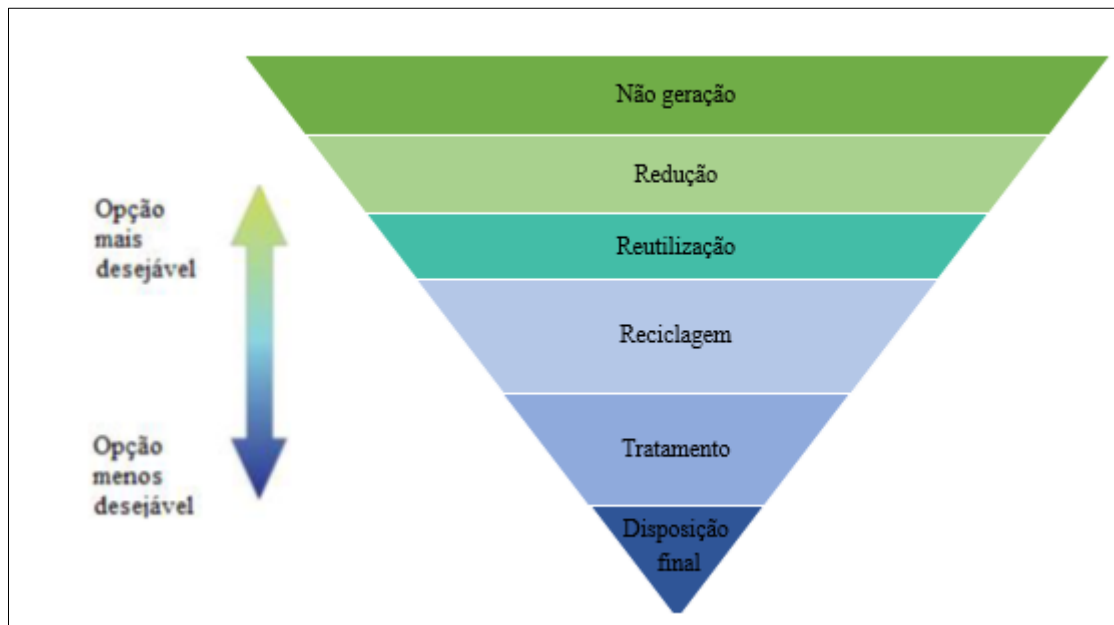 Não geração
Redução
Opção
mais
desejável
Reutilização
Reciclagem
Opção
menos
desejável
Tratamento
Disposição
final